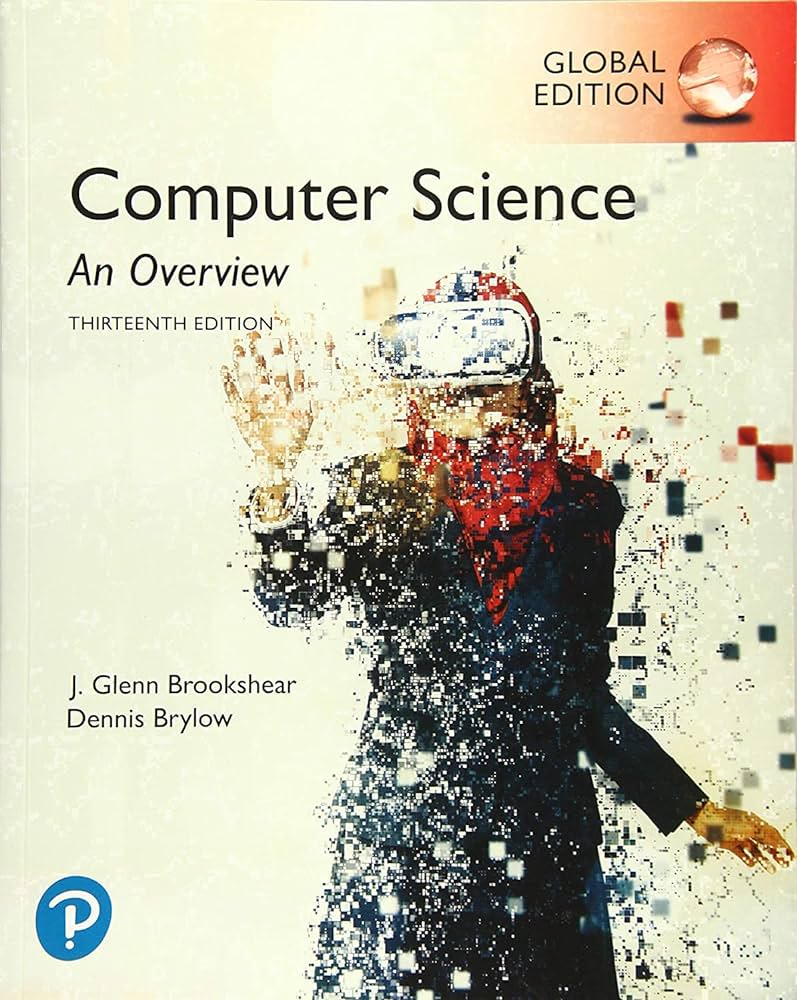 GLOBAL
EDITION
Computer Science
An Overview
THIRTEENTH EDITION
J. Glenn Brookshear
Dennis Brylow
P